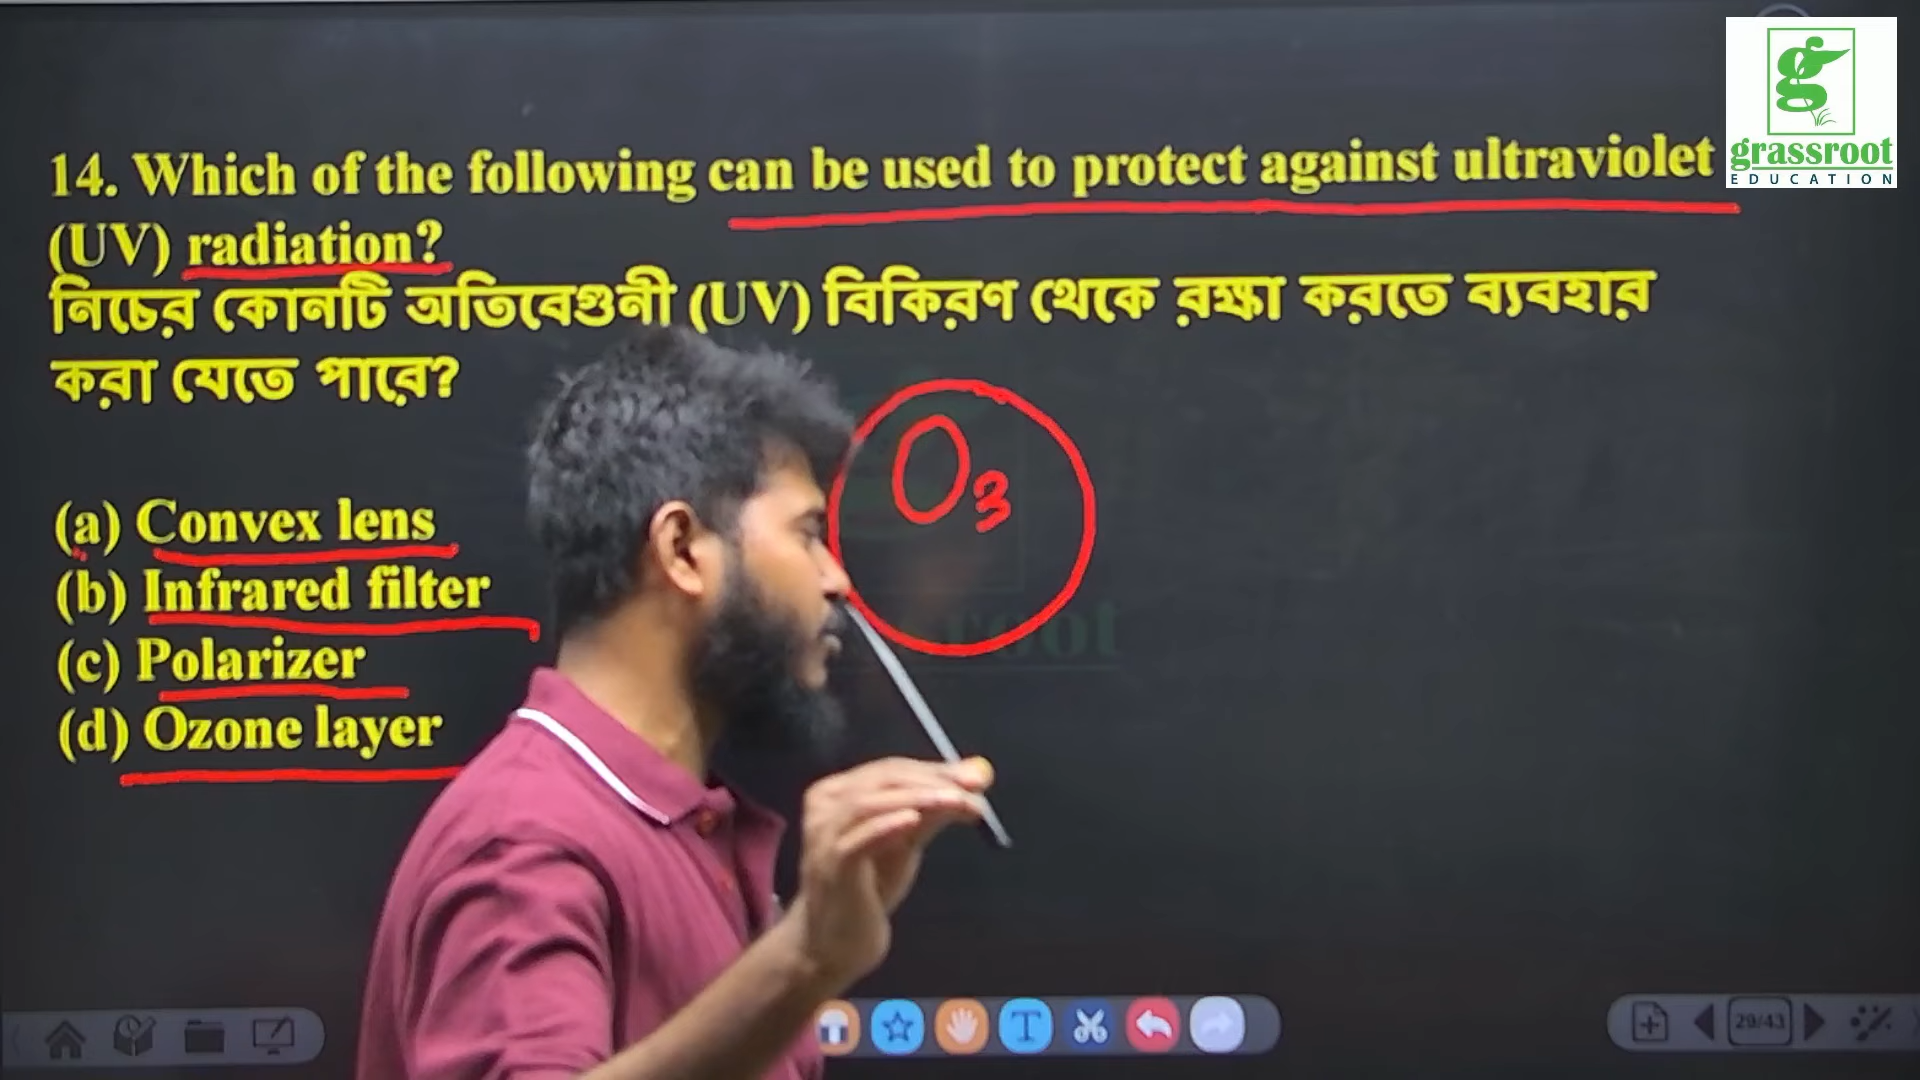 14. Which of the following can be used to protect against ultraviolet
(UV) radiation?
নিচের কোনটি অতিবেগুনী (UV) বিকিরণ থেকে রক্ষা করতে ব্যবহার
করা যেতে পারে?
O3
(a) Convex lens
(b) Infrared filter
(c) Polarizer
(d) Ozone layer
grassroot
EDUCATION
T
29/43